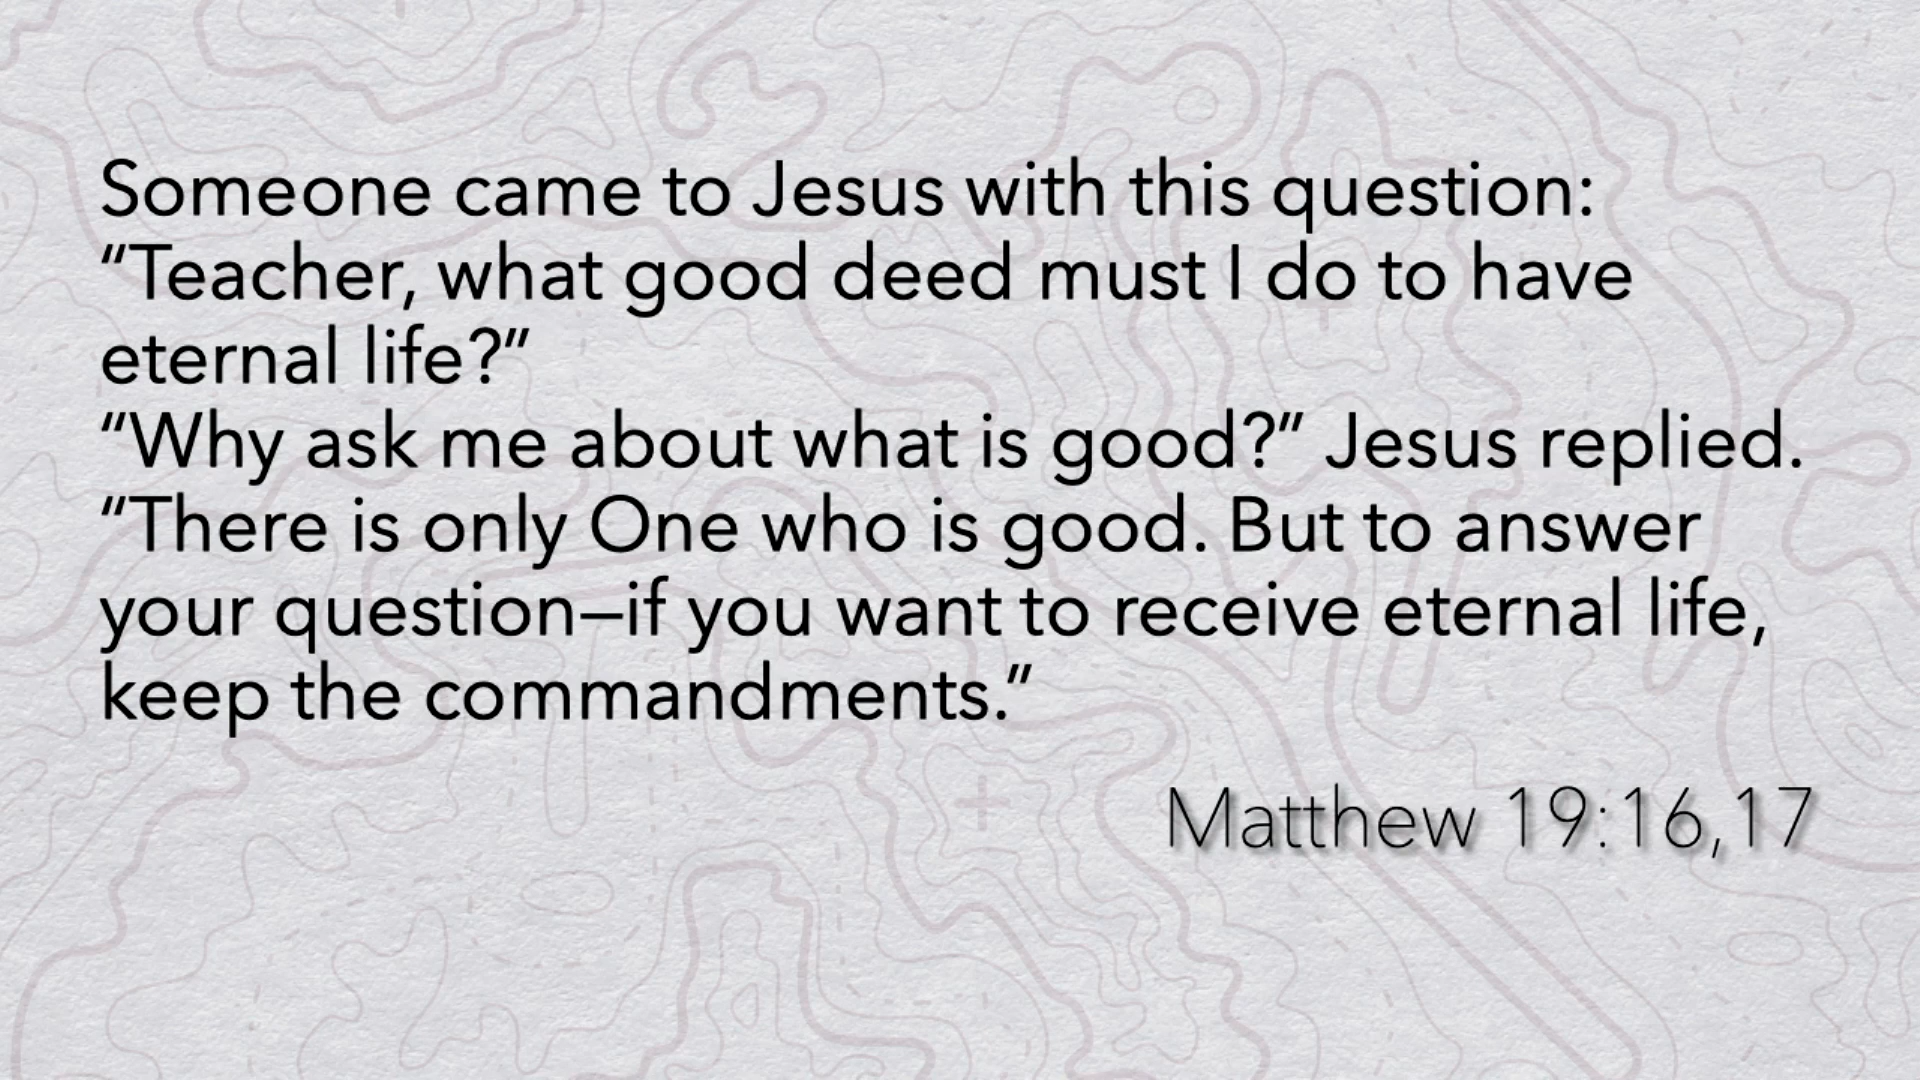 Someone came to Jesus with this question:
“Teacher, what good deed must I do to have
eternal life?”
“Why ask me about what is good?” Jesus replied.
“There is only One who is good. But to answer
your question—if you want to receive eternal life,
keep the commandments.”
Matthew 19:16,17